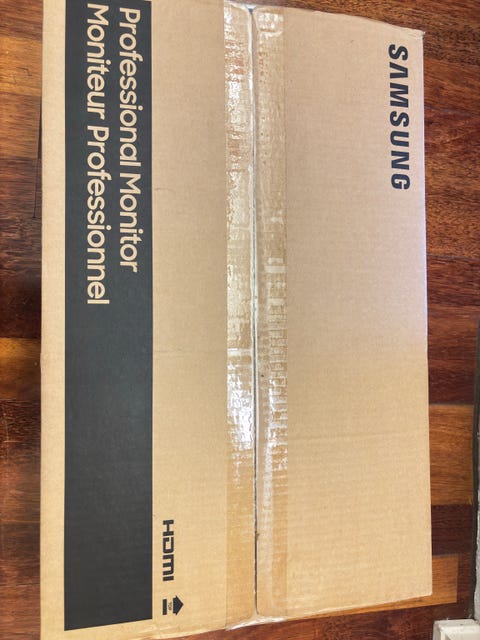 SAMSUNG
Professional Monitor
Moniteur Professionnel
HDMI